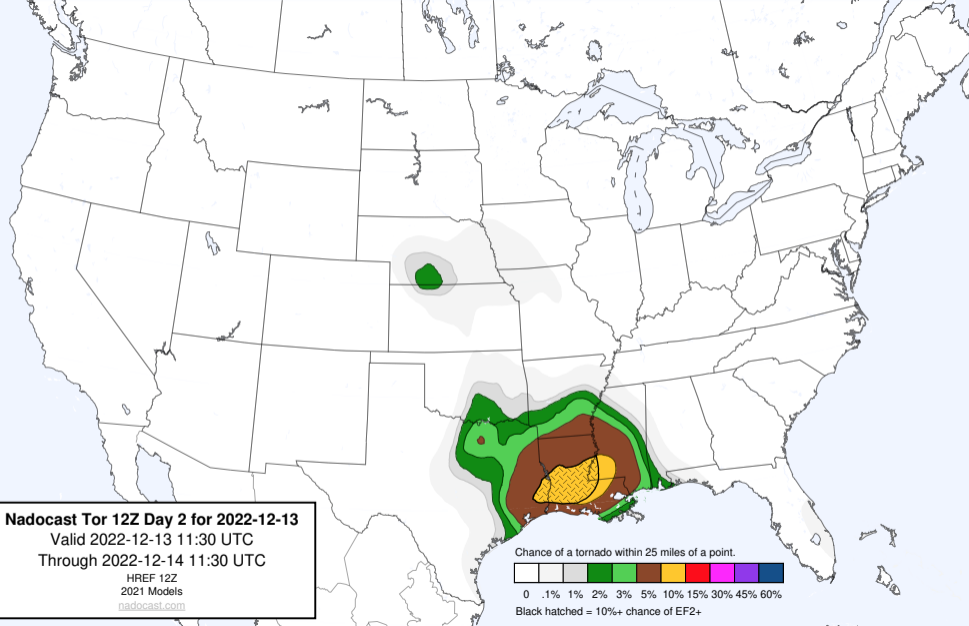 Nadocast Tor 12Z Day 2 for 2022-12-13
Valid 2022-12-13 11:30 UTC
Through 2022-12-14 11:30 UTC
HREF 12Z
2021 Models
nadocast.com
Chance of a tornado within 25 miles of a point.
0 .1% 1% 2% 3% 5% 10% 15% 30% 45% 60%
Black hatched = 10%+ chance of EF2+